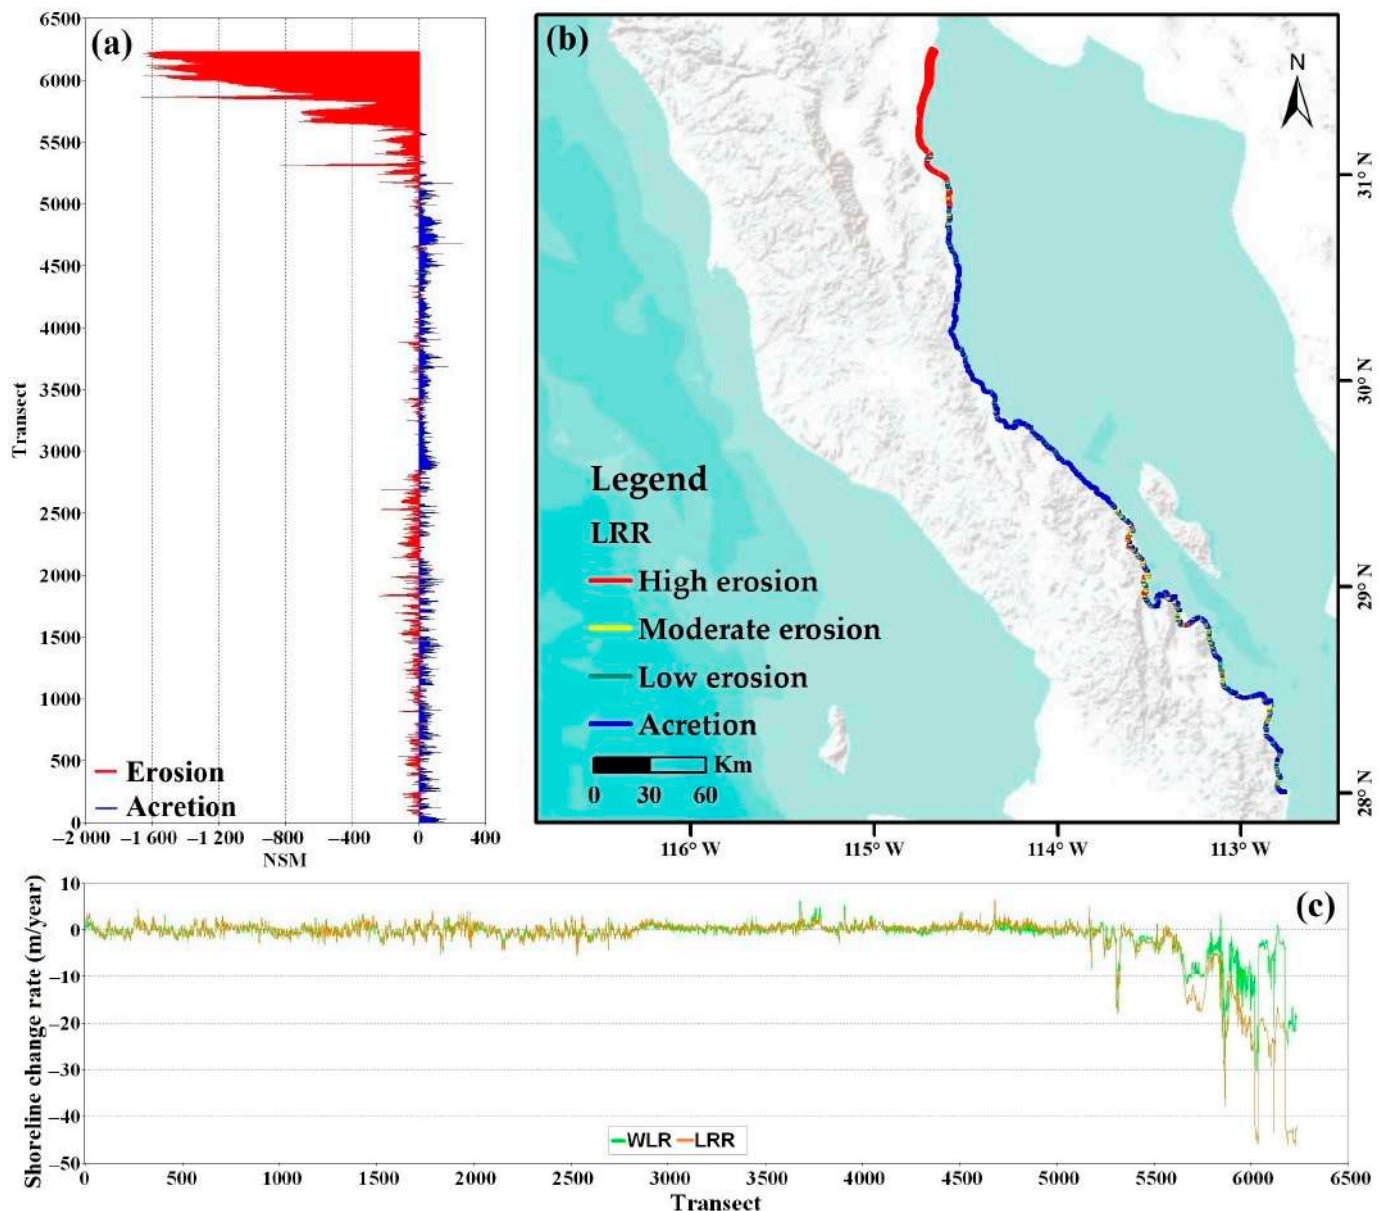 (a)
6500
6000
5500
5000
4500
4000
3500
3000
2500
2000
1500
1000
500
0
Transect
Erosion
Acretion
–2 000 –1 600 –1 200 –800 –400 0 400
NSM
(b)
N
Legend
LRR
High erosion
Moderate erosion
Low erosion
Acretion
Km
0 30 60
31° N
30° N
29° N
28° N
116° W 115° W 114° W 113° W
(c)
Shoreline change rate (m/year)
10
0
–10
–20
–30
–40
–50
WLR LRR
0 500 1000 1500 2000 2500 3000 3500 4000 4500 5000 5500 6000 6500
Transect